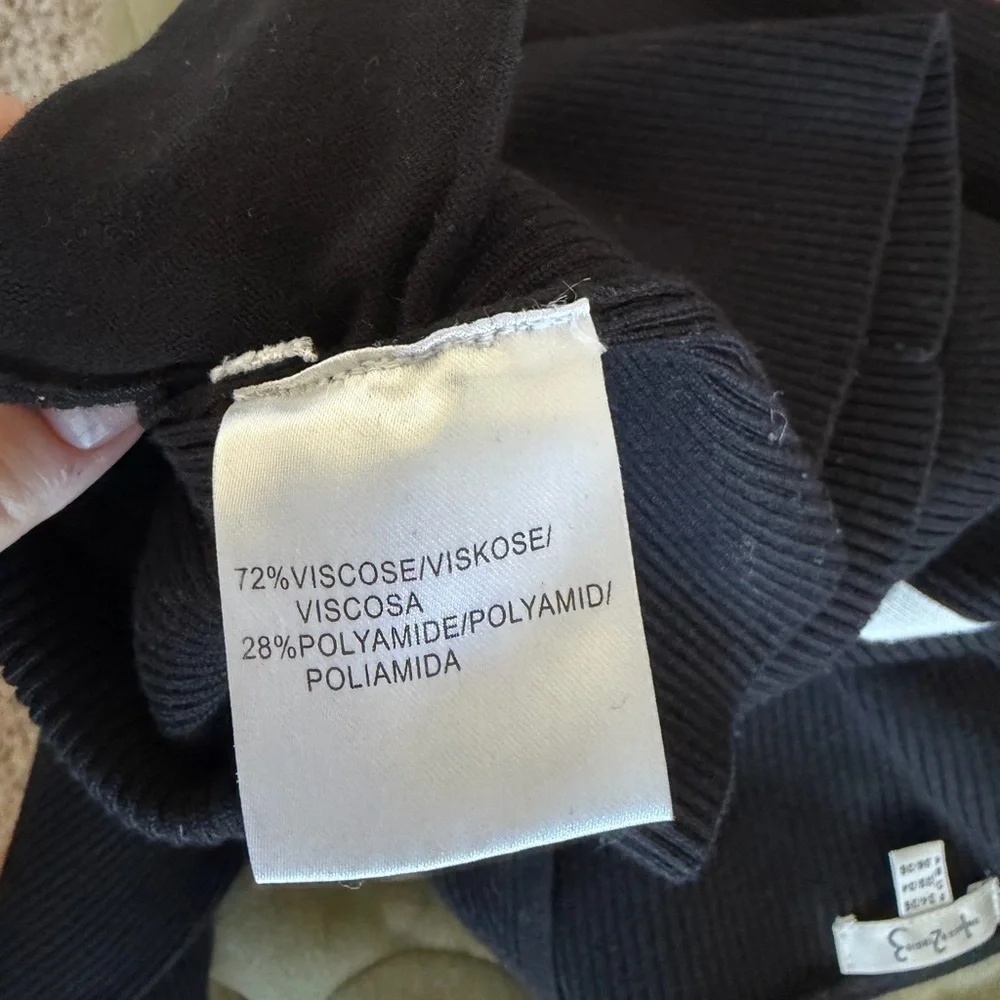 72%VISCOSE/VISKOSE/
VISCOSA
28%POLYAMIDE/POLYAMID/
POLIAMIDA